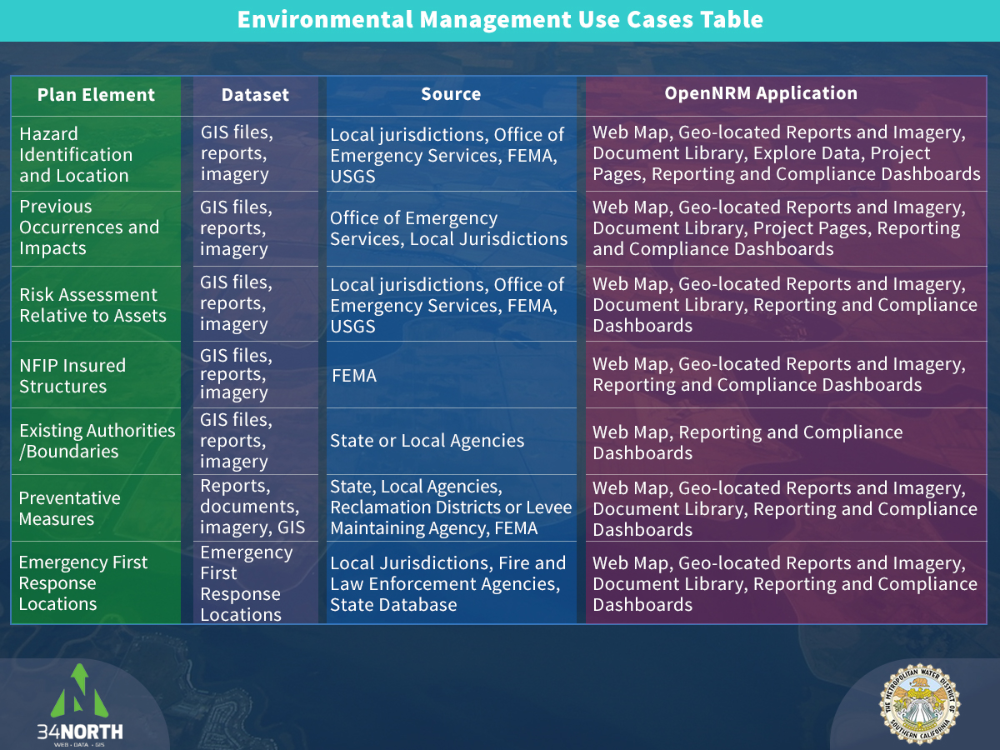 Environmental Management Use Cases Table
Plan Element
Dataset
Source
OpenNRM Application
Hazard
Identification
and Location
GIS files,
reports,
imagery
Local jurisdictions, Office of
Emergency Services, FEMA,
USGS
Web Map, Geo-located Reports and Imagery,
Document Library, Explore Data, Project
Pages, Reporting and Compliance Dashboards
Previous
Occurrences and
Impacts
GIS files,
reports,
imagery
Office of Emergency
Services, Local Jurisdictions
Web Map, Geo-located Reports and Imagery,
Document Library, Project Pages, Reporting
and Compliance Dashboards
Risk Assessment
Relative to Assets
GIS files,
reports,
imagery
Local jurisdictions, Office of
Emergency Services, FEMA,
USGS
Web Map, Geo-located Reports and Imagery,
Document Library, Reporting and Compliance
Dashboards
NFIP Insured
Structures
GIS files,
reports,
imagery
FEMA
Web Map, Geo-located Reports and Imagery,
Reporting and Compliance Dashboards
Existing Authorities
/Boundaries
GIS files,
reports,
imagery
State or Local Agencies
Web Map, Reporting and Compliance
Dashboards
Preventative
Measures
Reports,
documents,
imagery, GIS
State, Local Agencies,
Reclamation Districts or Levee
Maintaining Agency, FEMA
Web Map, Geo-located Reports and Imagery,
Document Library, Reporting and Compliance
Dashboards
Emergency First
Response
Locations
Emergency
First
Response
Locations
Local Jurisdictions, Fire and
Law Enforcement Agencies,
State Database
Web Map, Geo-located Reports and Imagery,
Document Library, Reporting and Compliance
Dashboards
34NORTH
WEB • DATA • GIS
THE METROPOLITAN WATER DISTRICT OF
SOUTHERN CALIFORNIA